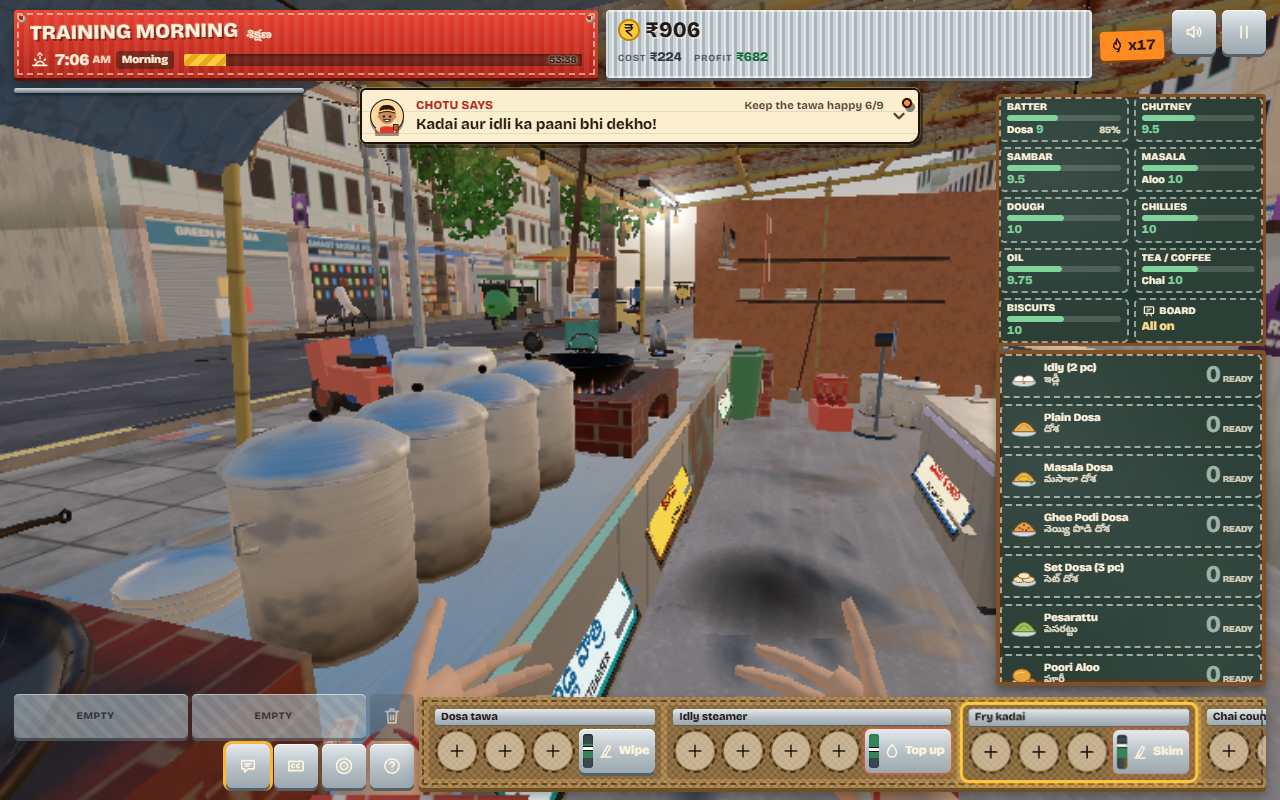 TRAINING MORNING శిక్షణ
7:06 AM Morning
₹906
COST ₹224 PROFIT ₹682
x17
CHOTU SAYS
Keep the tawa happy 6/9
Kadai aur idli ka paani bhi dekho!
BATTER
Dosa 9 85%
CHUTNEY
9.5
SAMBAR
9.5
MASALA
Aloo 10
DOUGH
10
CHILLIES
10
OIL
9.75
TEA / COFFEE
Chai 10
BISCUITS
10
BOARD
All on
Idly (2 pc)
ఇడ్లీ
0 READY
Plain Dosa
దోశ
0 READY
Masala Dosa
మసాలా దోశ
0 READY
Ghee Podi Dosa
నెయ్యి పొడి దోశ
0 READY
Set Dosa (3 pc)
సెట్ దోశ
0 READY
Pesarattu
పెసరట్టు
0 READY
Poori Aloo
పూరీ
0 READY
EMPTY
EMPTY
Dosa tawa
Wipe
Idly steamer
Top up
Fry kadai
Skim
Chai coun